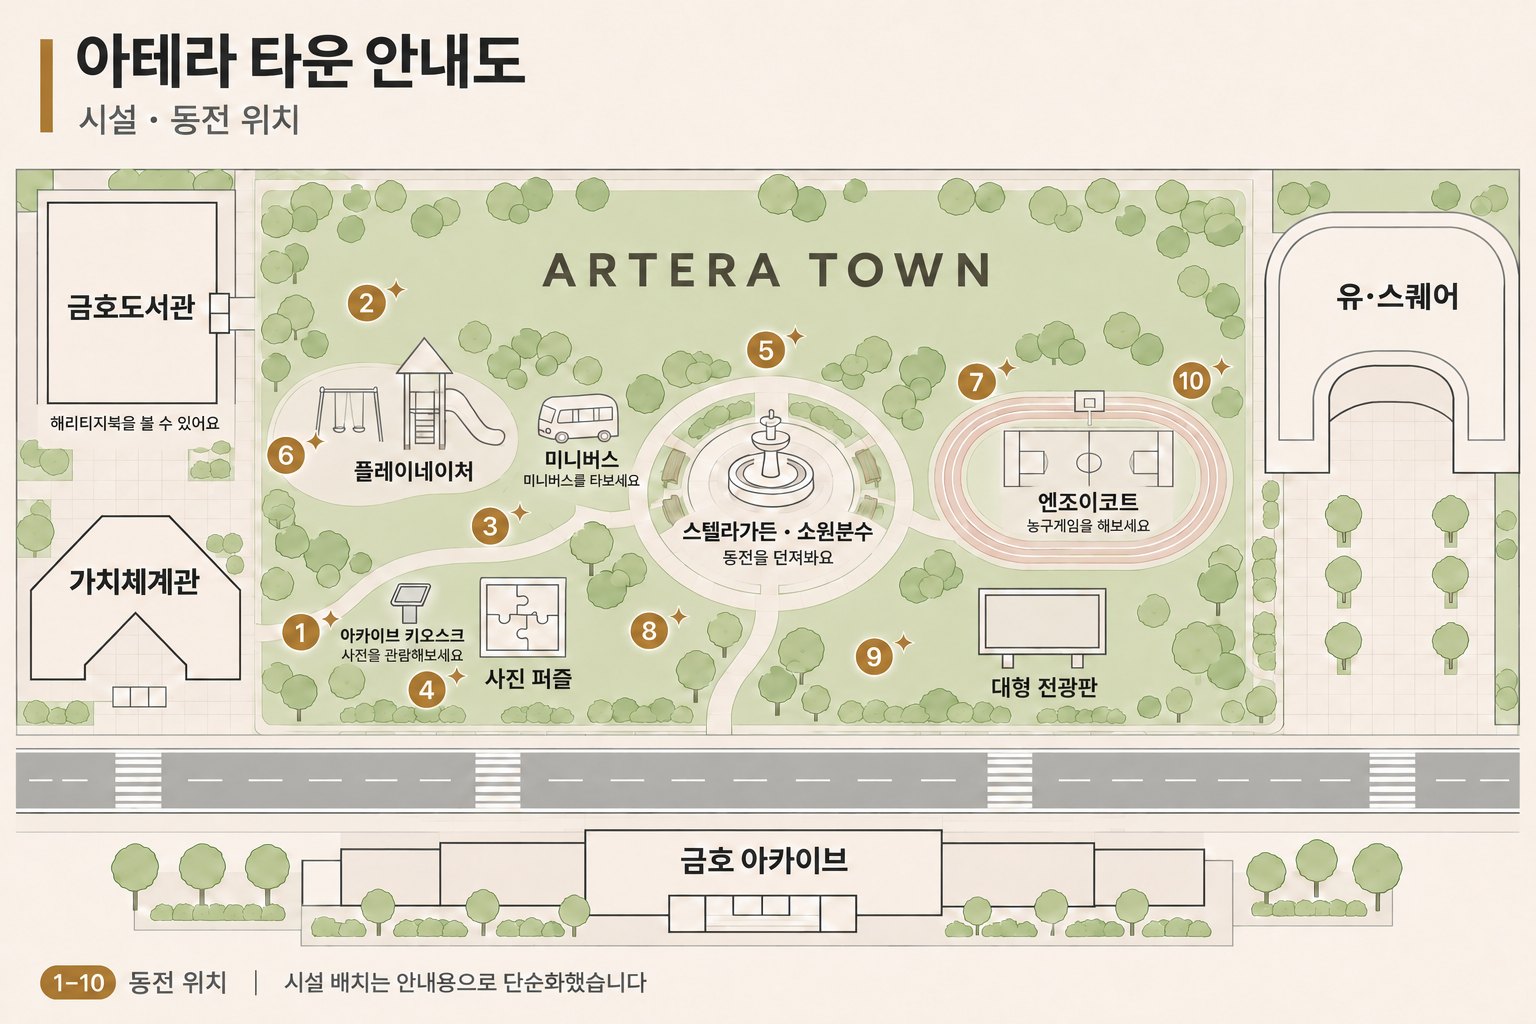 아테라 타운 안내도
시설 · 동전 위치
ARTERA TOWN
금호도서관
해리티지북을 볼 수 있어요
유·스퀘어
2
5
7
10
6
플레이네이처
미니버스
미니버스를 타보세요
3
스텔라가든 · 소원분수
동전을 던져봐요
엔조이코트
농구게임을 해보세요
가치체계관
1
아카이브 키오스크
사전을 관람해보세요
4
사진 퍼즐
8
9
대형 전광판
금호 아카이브
1–10 동전 위치 | 시설 배치는 안내용으로 단순화했습니다